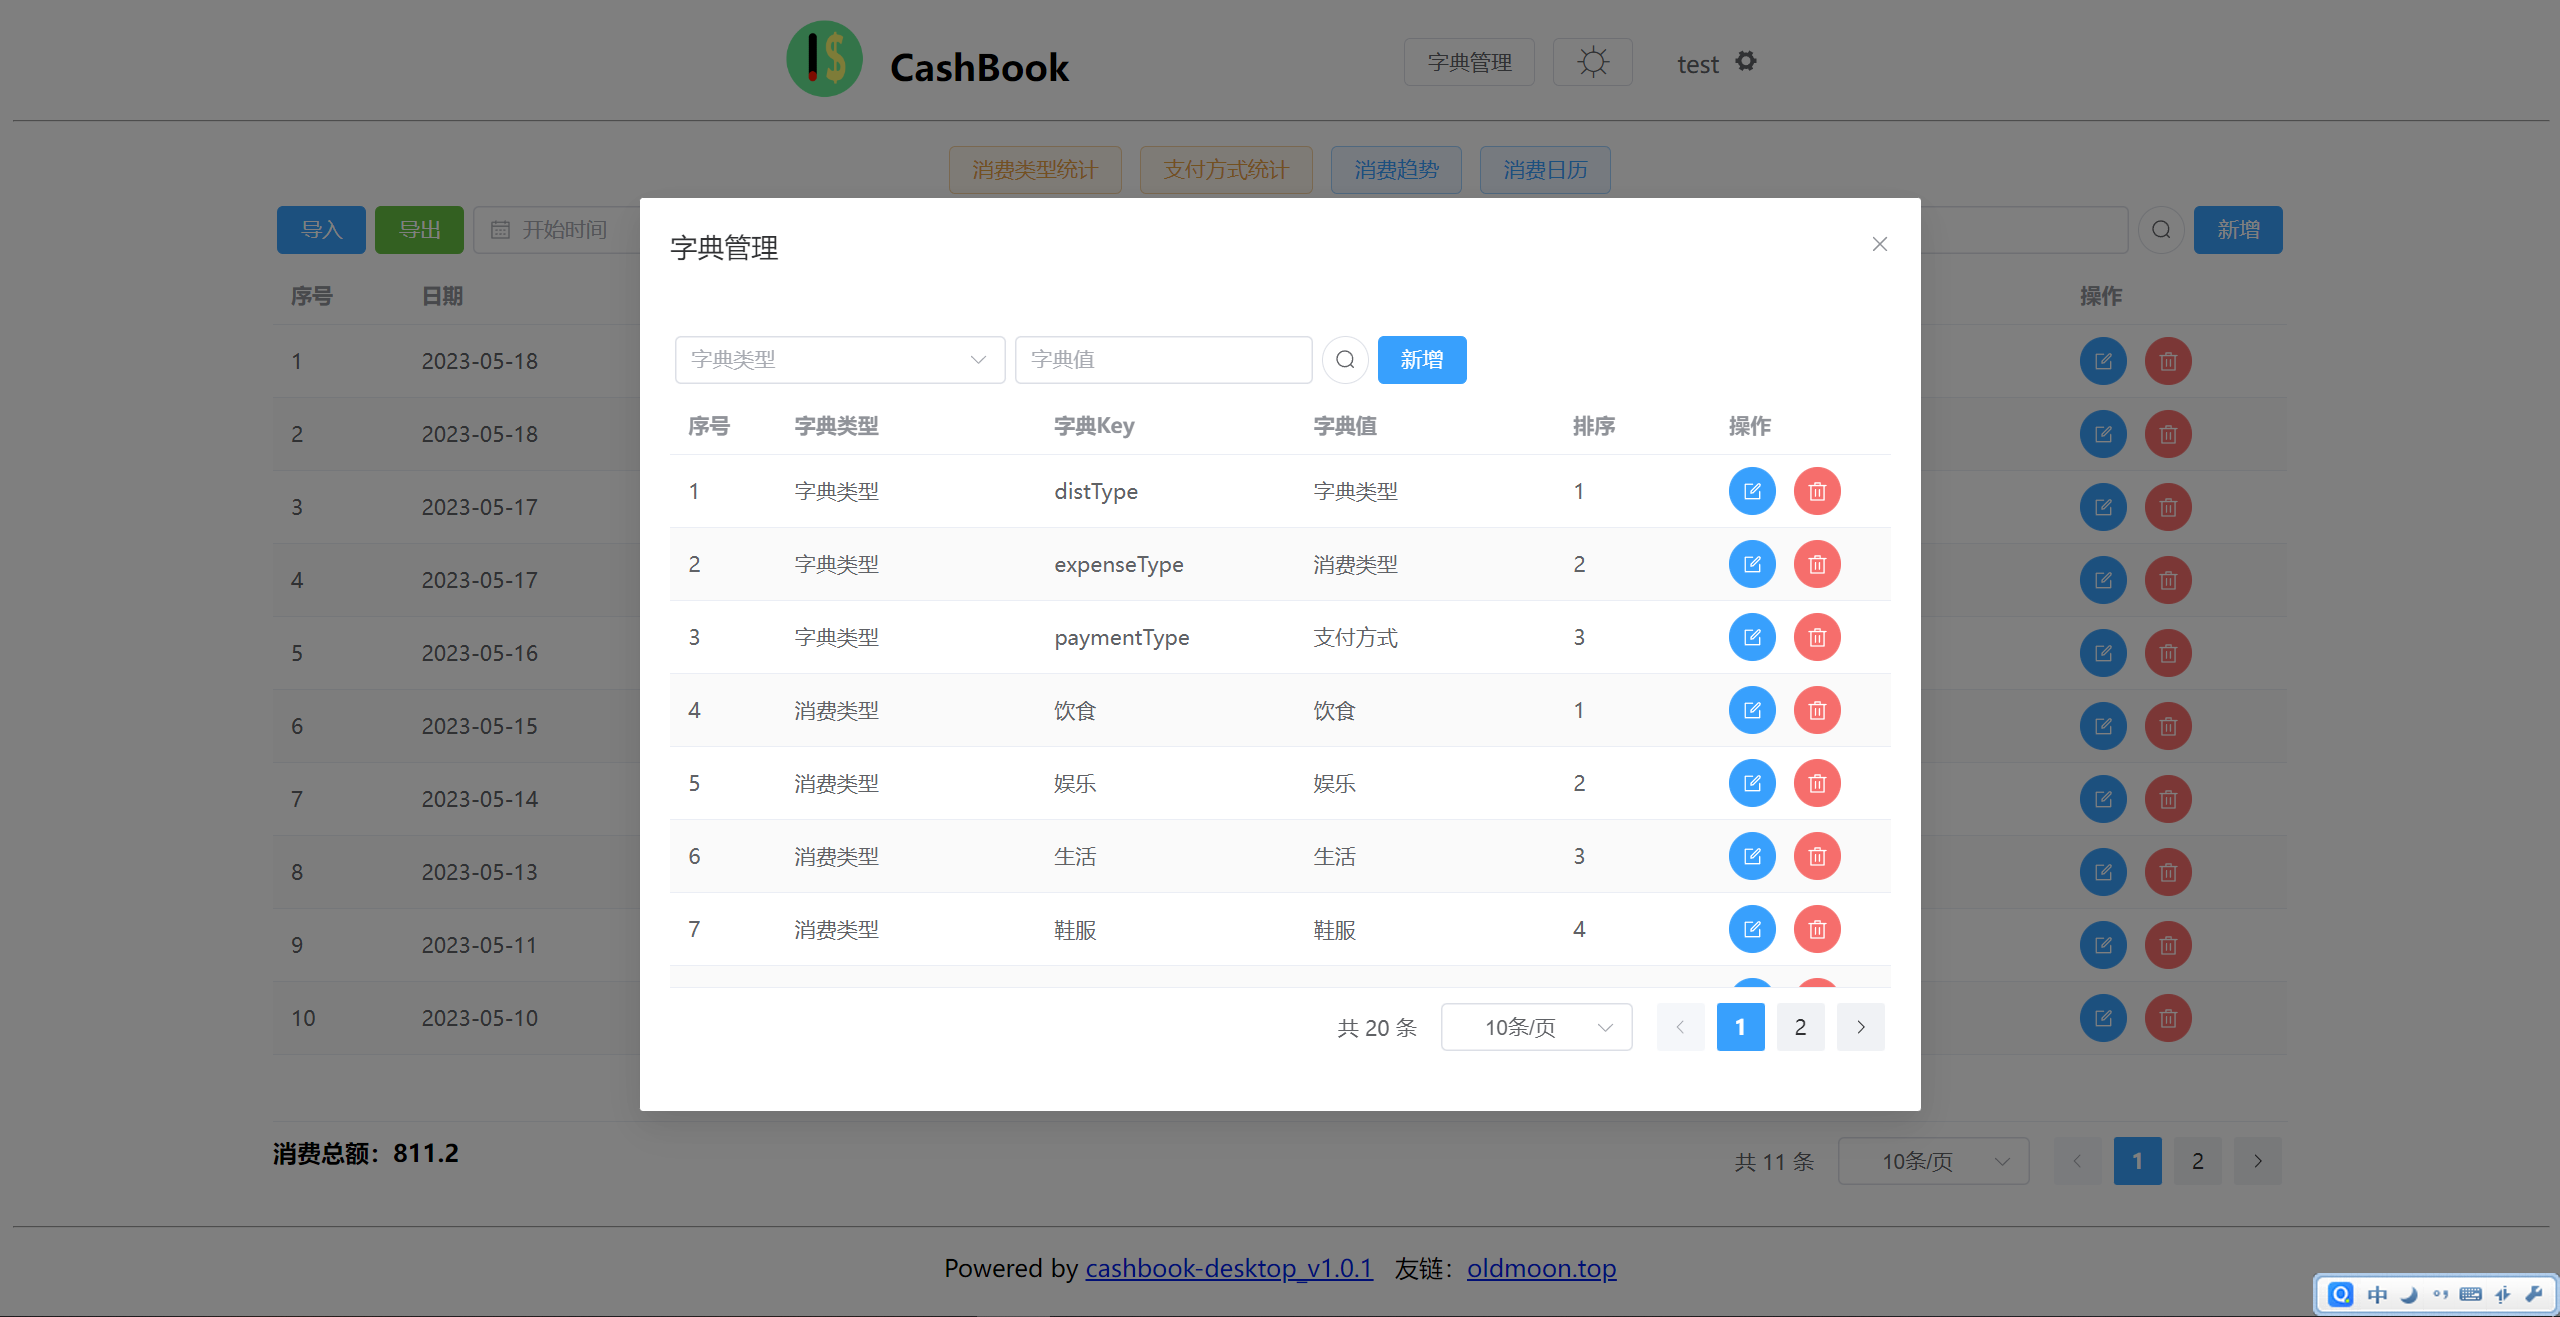 CashBook
字典管理
test
消费类型统计 支付方式统计 消费趋势 消费日历
导入 导出 开始时间 新增
序号 日期 操作
1 2023-05-18
2 2023-05-18
3 2023-05-17
4 2023-05-17
5 2023-05-16
6 2023-05-15
7 2023-05-14
8 2023-05-13
9 2023-05-11
10 2023-05-10
字典管理
字典类型 字典值 新增
序号 字典类型 字典Key 字典值 排序 操作
1 字典类型 distType 字典类型 1
2 字典类型 expenseType 消费类型 2
3 字典类型 paymentType 支付方式 3
4 消费类型 饮食 饮食 1
5 消费类型 娱乐 娱乐 2
6 消费类型 生活 生活 3
7 消费类型 鞋服 鞋服 4
共 20 条 10条/页 1 2
消费总额：811.2
共 11 条 10条/页 1 2
Powered by cashbook-desktop_v1.0.1 友链：oldmoon.top
中